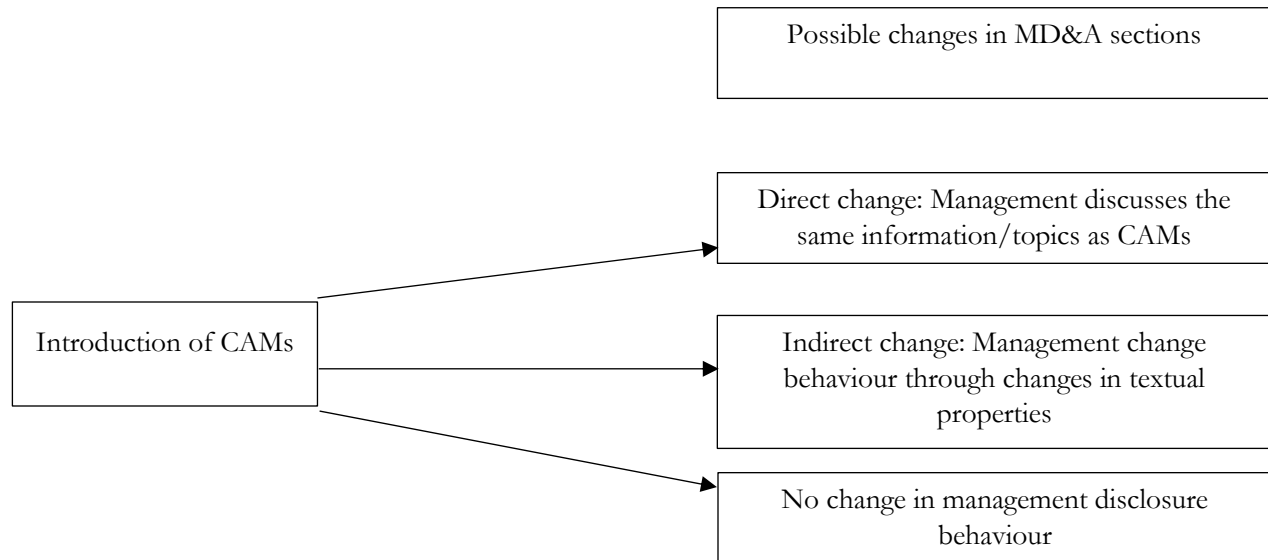 Possible changes in MD&A sections
Direct change: Management discusses the
same information/topics as CAMs
Introduction of CAMs
Indirect change: Management change
behaviour through changes in textual
properties
No change in management disclosure
behaviour